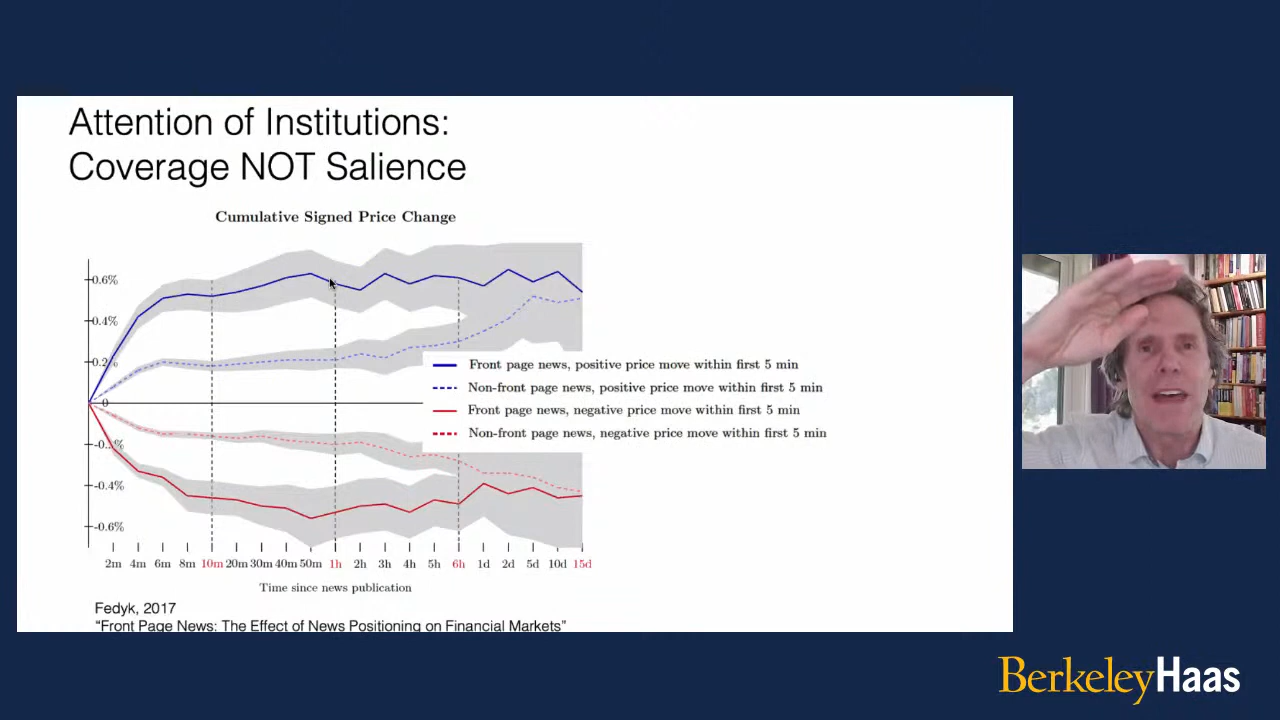 Attention of Institutions:
Coverage NOT Salience
Cumulative Signed Price Change
0.6%
0.4%
0.2
0
-0. %
-0.4%
-0.6%
Front page news, positive price move within first 5 min
Non-front page news, positive price move within first 5 min
Front page news, negative price move within first 5 min
Non-front page news, negative price move within first 5 min
2m 4m 6m 8m 10m 20m 30m 40m 50m 1h 2h 3h 4h 5h 6h 1d 2d 5d 10d 15d
Time since news publication
Fedyk, 2017
"Front Page News: The Effect of News Positioning on Financial Markets"
BerkeleyHaas